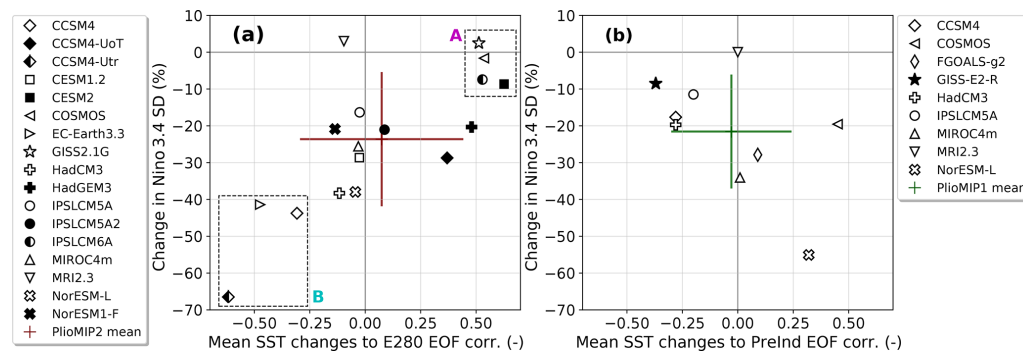 CCSM4
CCSM4-UoT
CCSM4-Utr
CESM1.2
CESM2
COSMOS
EC-Earth3.3
GISS2.1G
HadCM3
HadGEM3
IPSLCM5A
IPSLCM5A2
IPSLCM6A
MIROC4m
MRI2.3
NorESM-L
NorESM1-F
PlioMIP2 mean
Change in Nino 3.4 SD (%)
10
0
−10
−20
−30
−40
−50
−60
−70
(a)
A
B
−0.50 −0.25 0.00 0.25 0.50
Mean SST changes to E280 EOF corr. (-)
Change in Nino 3.4 SD (%)
10
0
−10
−20
−30
−40
−50
−60
−70
(b)
−0.50 −0.25 0.00 0.25 0.50
Mean SST changes to PreInd EOF corr. (-)
CCSM4
COSMOS
FGOALS-g2
GISS-E2-R
HadCM3
IPSLCM5A
MIROC4m
MRI2.3
NorESM-L
PlioMIP1 mean